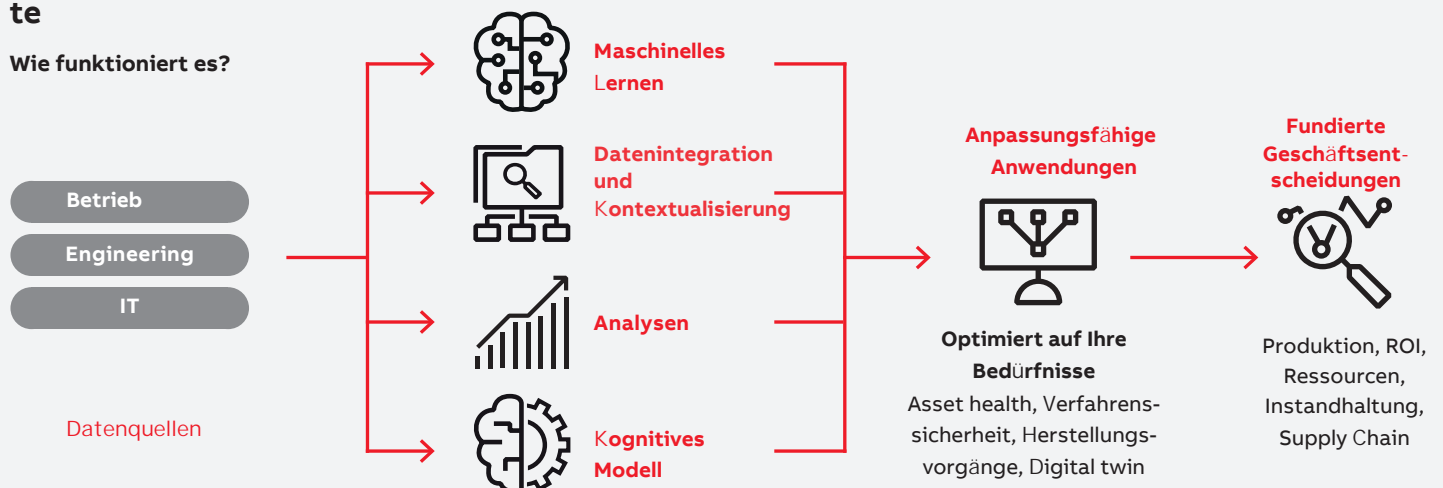 te
Wie funktioniert es?
Betrieb
Engineering
IT
Datenquellen
Maschinelles
Lernen
Datenintegration
und
Kontextualisierung
Analysen
Kognitives
Modell
Anpassungsfähige
Anwendungen
Optimiert auf Ihre
Bedürfnisse
Asset health, Verfahrens-
sicherheit, Herstellungs-
vorgänge, Digital twin
Fundierte
Geschäftsent-
scheidungen
Produktion, ROI,
Ressourcen,
Instandhaltung,
Supply Chain